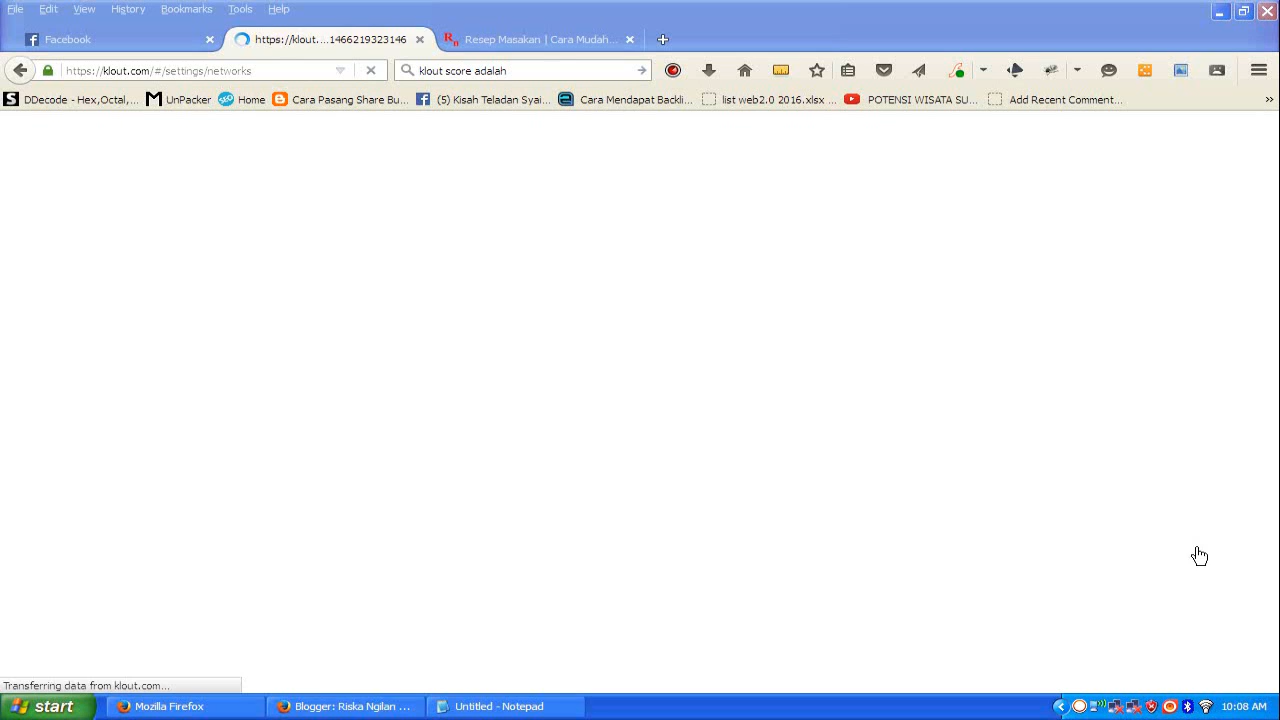 File Edit View History Bookmarks Tools Help
Facebook https://klout....1466219323146 Resep Masakan | Cara Mudah...
https://klout.com/#/settings/networks klout score adalah
DDecode - Hex,Octal,... UnPacker Home Cara Pasang Share Bu... (5) Kisah Teladan Syai... Cara Mendapat Backli... list web2.0 2016.xlsx ... POTENSI WISATA SU... Add Recent Comment...
Transferring data from klout.com...
start Mozilla Firefox Blogger: Riska Ngilan ... Untitled - Notepad 10:08 AM